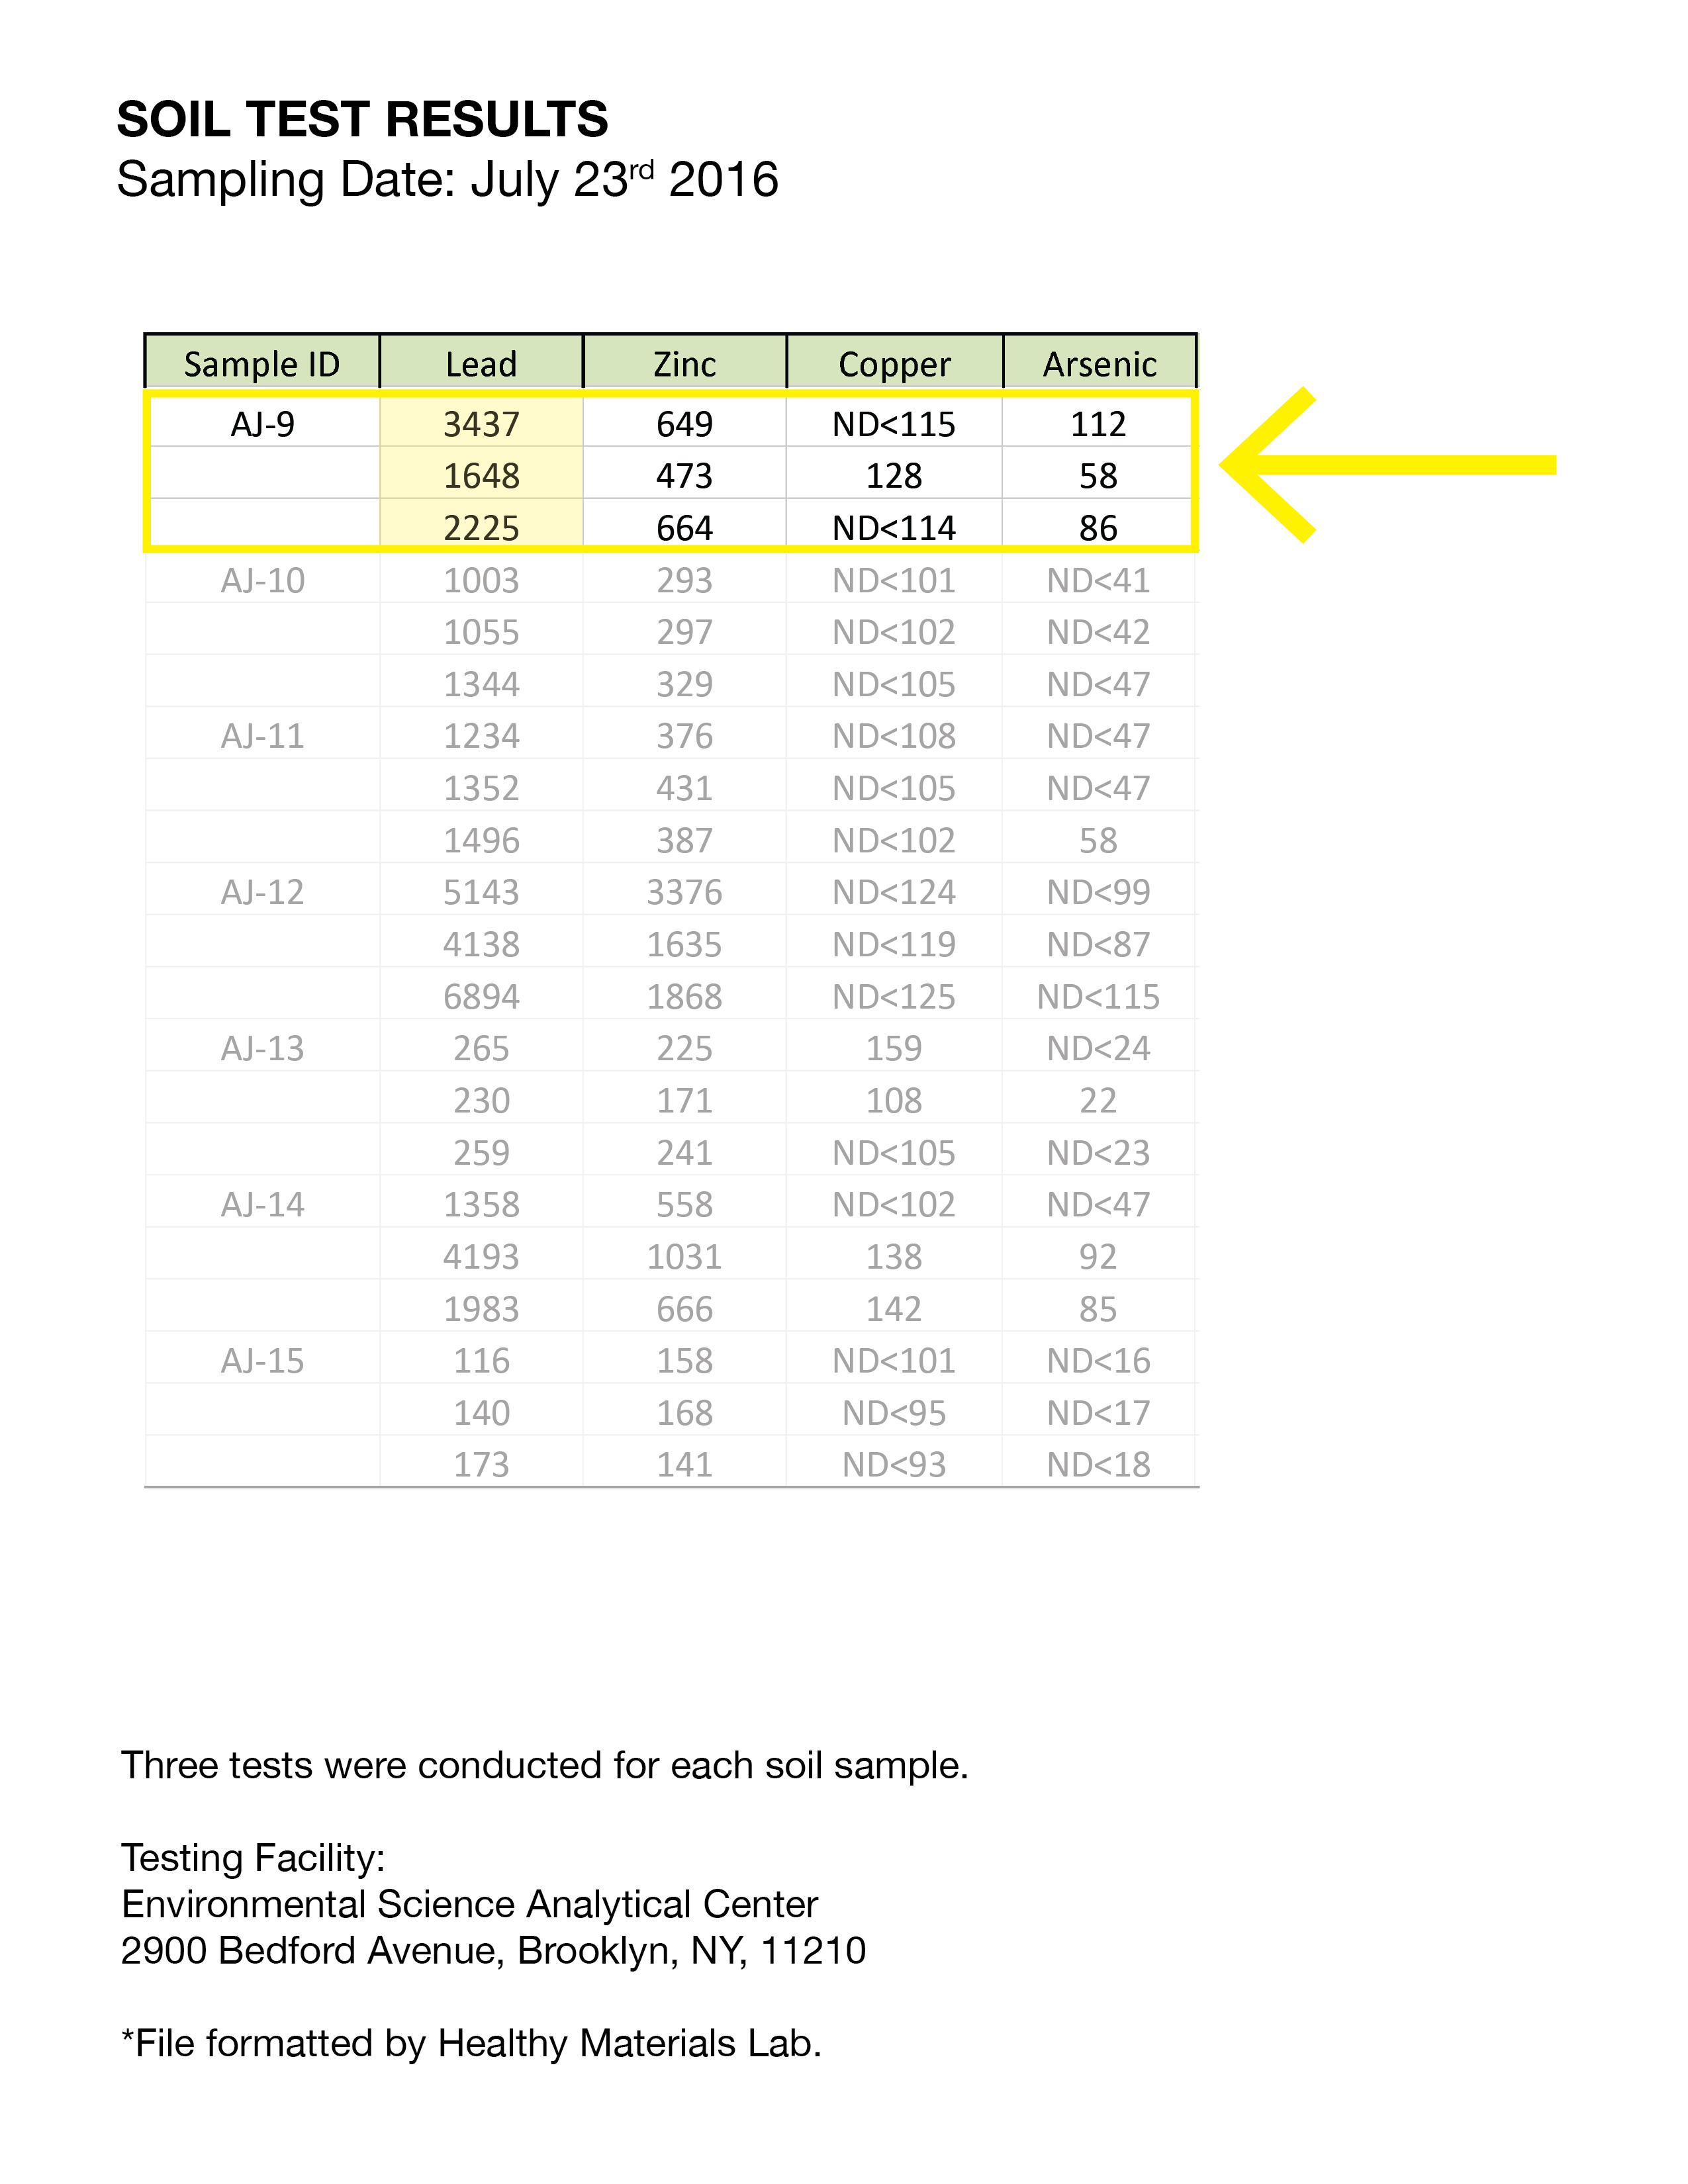 SOIL TEST RESULTS
Sampling Date: July 23rd 2016
Sample ID Lead Zinc Copper Arsenic
AJ-9 3437 649 ND<115 112
1648 473 128 58
2225 664 ND<114 86
AJ-10 1003 293 ND<101 ND<41
1055 297 ND<102 ND<42
1344 329 ND<105 ND<47
AJ-11 1234 376 ND<108 ND<47
1352 431 ND<105 ND<47
1496 387 ND<102 58
AJ-12 5143 3376 ND<124 ND<99
4138 1635 ND<119 ND<87
6894 1868 ND<125 ND<115
AJ-13 265 225 159 ND<24
230 171 108 22
259 241 ND<105 ND<23
AJ-14 1358 558 ND<102 ND<47
4193 1031 138 92
1983 666 142 85
AJ-15 116 158 ND<101 ND<16
140 168 ND<95 ND<17
173 141 ND<93 ND<18
Three tests were conducted for each soil sample.
Testing Facility:
Environmental Science Analytical Center
2900 Bedford Avenue, Brooklyn, NY, 11210
*File formatted by Healthy Materials Lab.